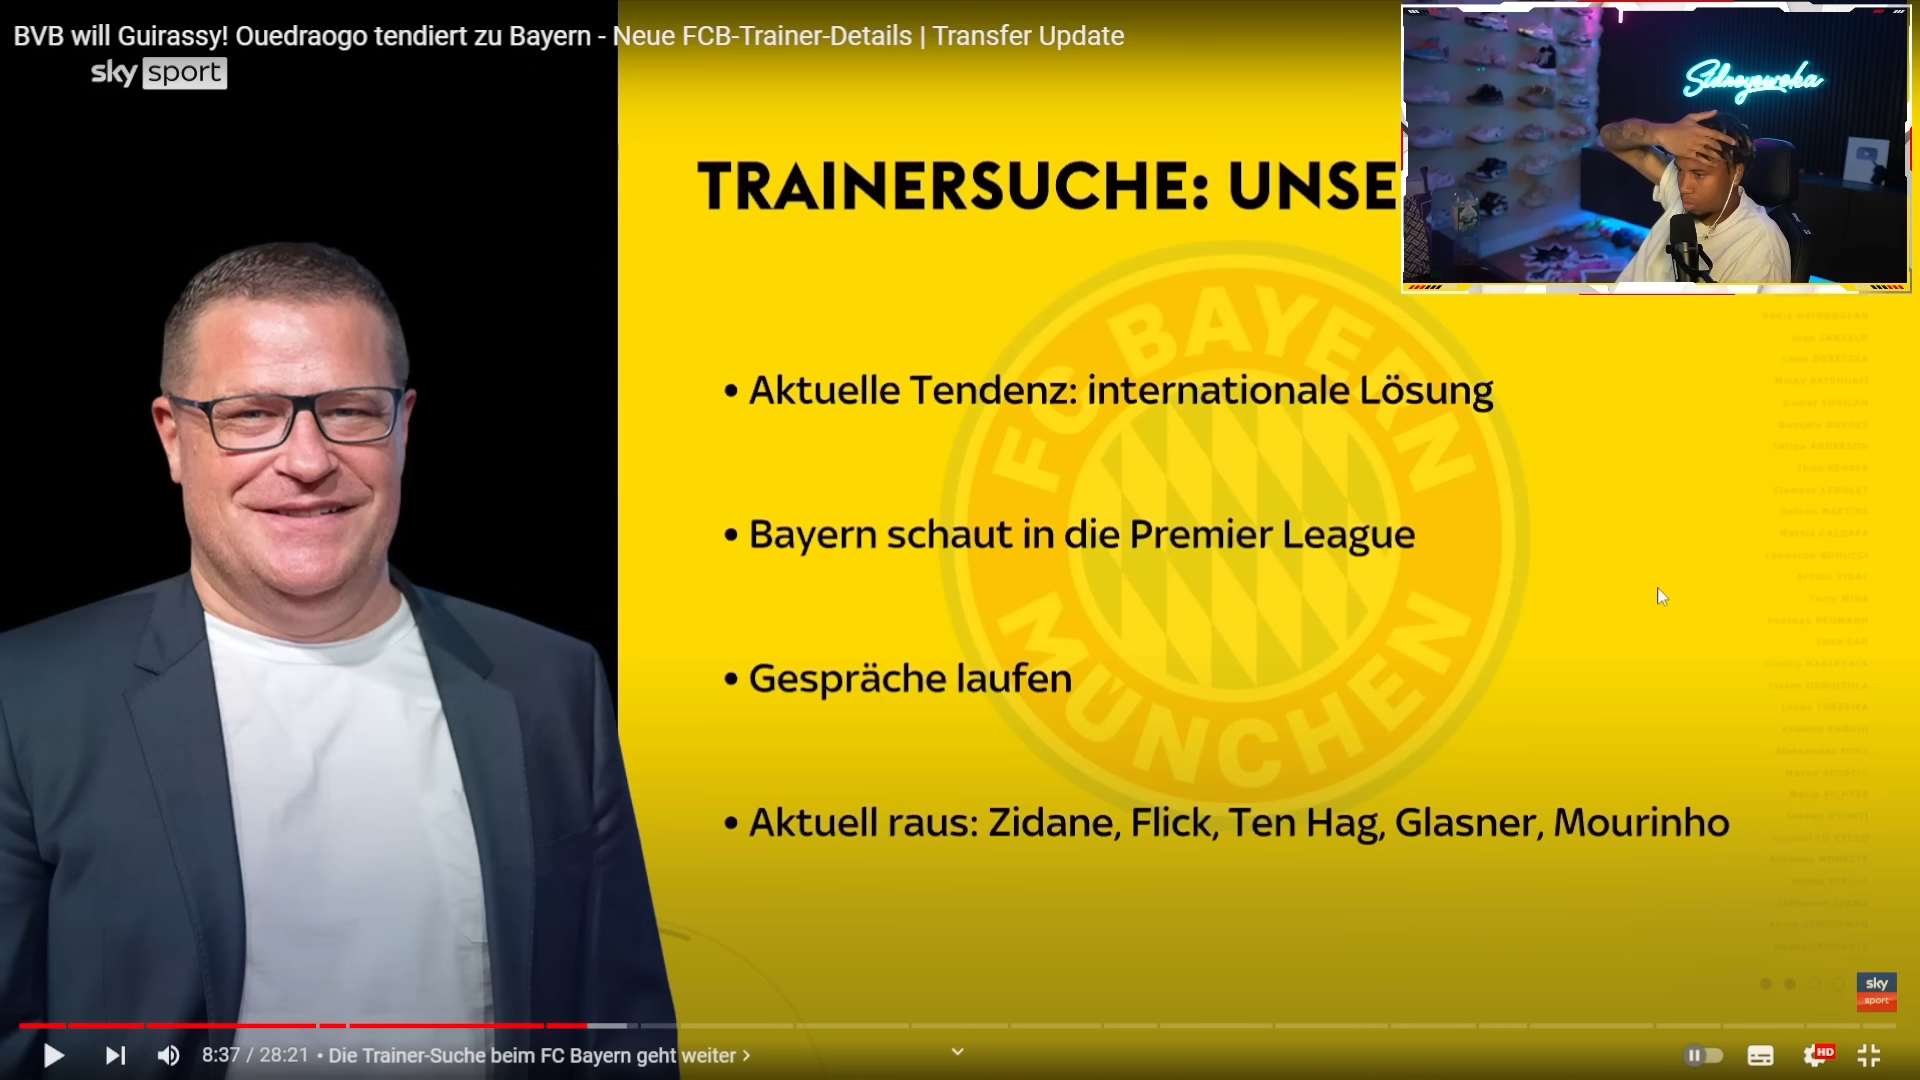 BVB will Guirassy! Ouedraogo tendiert zu Bayern - Neue FCB-Trainer-Details | Transfer Update
sky sport
Sidneyeweka
TRAINERSUCHE: UNSE
FC BAYERN
MÜNCHEN
• Aktuelle Tendenz: internationale Lösung
• Bayern schaut in die Premier League
• Gespräche laufen
• Aktuell raus: Zidane, Flick, Ten Hag, Glasner, Mourinho
sky
sport
8:37 / 28:21 • Die Trainer-Suche beim FC Bayern geht weiter
HD